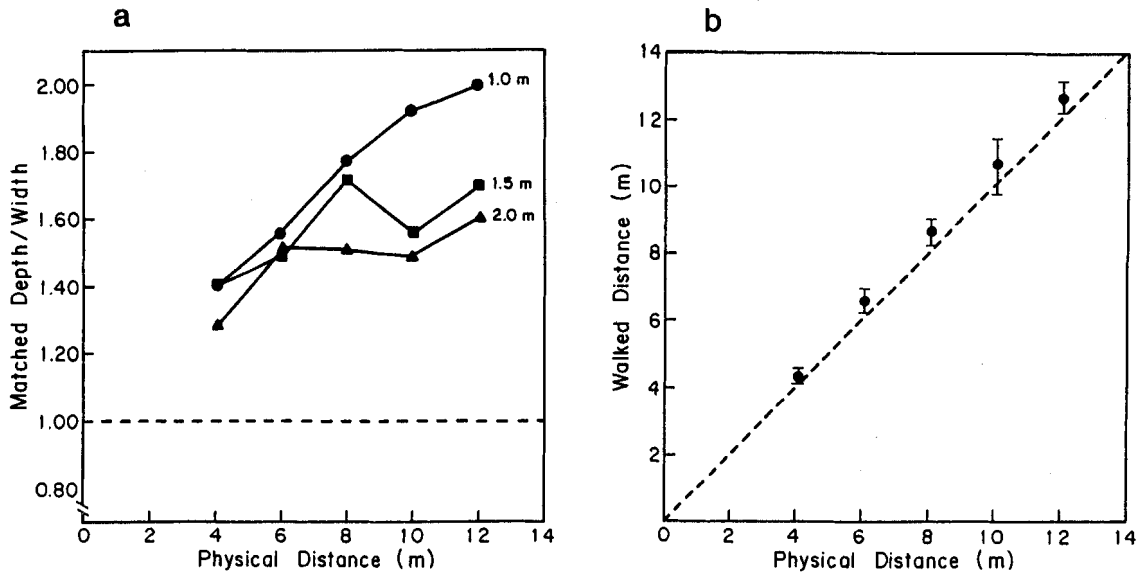 a
Matched Depth/Width
2.00
1.80
1.60
1.40
1.20
1.00
0.80
1.0 m
1.5 m
2.0 m
0 2 4 6 8 10 12 14
Physical Distance (m)
b
Walked Distance (m)
14
12
10
8
6
4
2
0 2 4 6 8 10 12 14
Physical Distance (m)